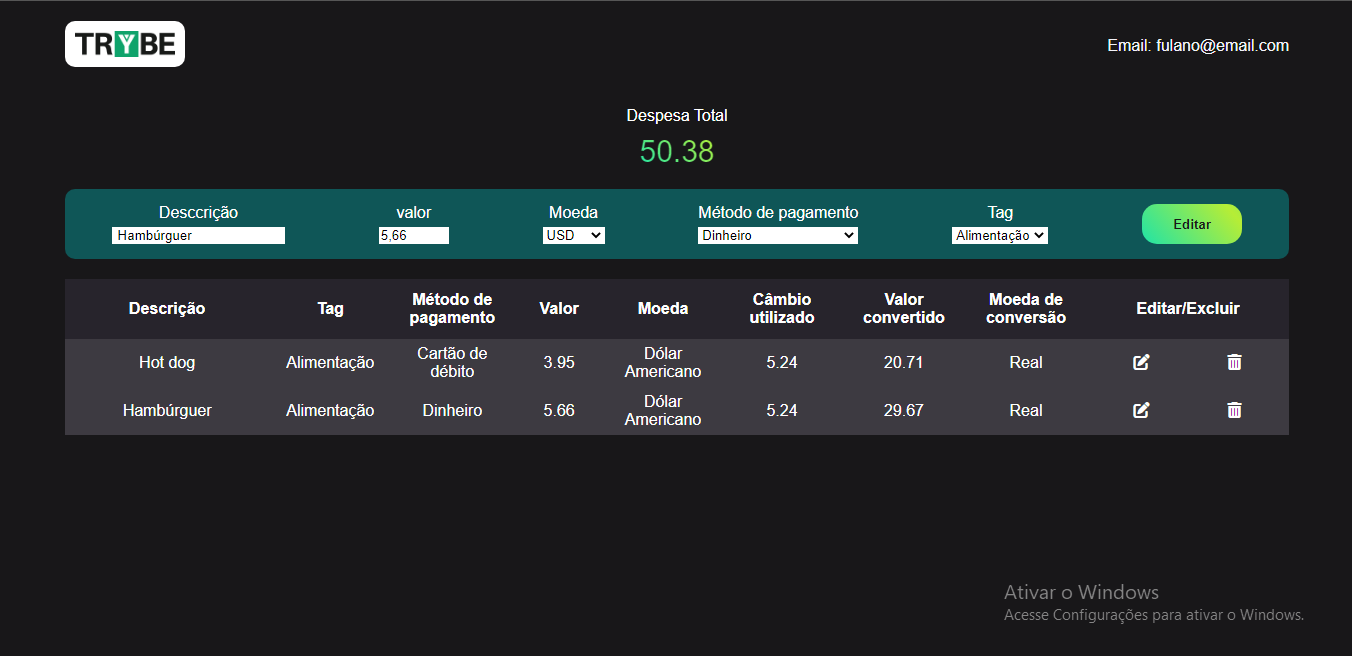 TRYBE
Email: fulano@email.com
Despesa Total
50.38
Desccrição valor Moeda Método de pagamento Tag
Hambúrguer 5,66 USD Dinheiro Alimentação Editar
Descrição Tag Método de pagamento Valor Moeda Câmbio utilizado Valor convertido Moeda de conversão Editar/Excluir
Hot dog Alimentação Cartão de débito 3.95 Dólar Americano 5.24 20.71 Real
Hambúrguer Alimentação Dinheiro 5.66 Dólar Americano 5.24 29.67 Real
Ativar o Windows
Acesse Configurações para ativar o Windows.